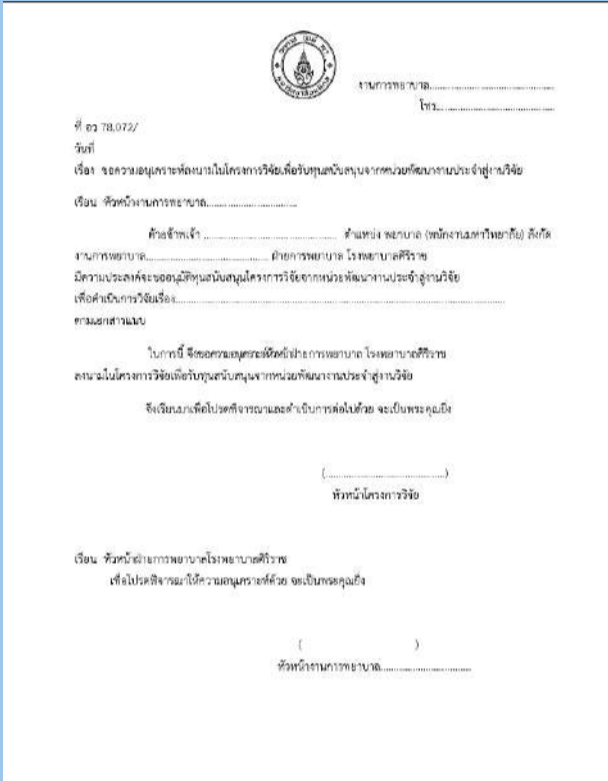 งานการพยาบาล..........................................
โทร.......................................
ที่ อว 78.072/
วันที่
เรื่อง ขอความอนุเคราะห์ลงนามในโครงการวิจัยเพื่อรับทุนสนับสนุนจากหน่วยพัฒนางานประจำสู่งานวิจัย
เรียน หัวหน้างานการพยาบาล..............................
ด้วยข้าพเจ้า ............................................ ตำแหน่ง พยาบาล (พนักงานมหาวิทยาลัย) สังกัด
งานการพยาบาล......................................... ฝ่ายการพยาบาล โรงพยาบาลศิริราช
มีความประสงค์จะขออนุมัติทุนสนับสนุนโครงการวิจัยจากหน่วยพัฒนางานประจำสู่งานวิจัย
เพื่อดำเนินการวิจัยเรื่อง..............................................................................................................
ตามเอกสารแนบ
ในการนี้ จึงขอความอนุเคราะห์หัวหน้าฝ่ายการพยาบาล โรงพยาบาลศิริราช
ลงนามในโครงการวิจัยเพื่อรับทุนสนับสนุนจากหน่วยพัฒนางานประจำสู่งานวิจัย
จึงเรียนมาเพื่อโปรดพิจารณาและดำเนินการต่อไปด้วย จะเป็นพระคุณยิ่ง
(........................................)
หัวหน้าโครงการวิจัย
เรียน หัวหน้าฝ่ายการพยาบาลโรงพยาบาลศิริราช
เพื่อโปรดพิจารณาให้ความอนุเคราะห์ด้วย จะเป็นพระคุณยิ่ง
( )
หัวหน้างานการพยาบาล..............................